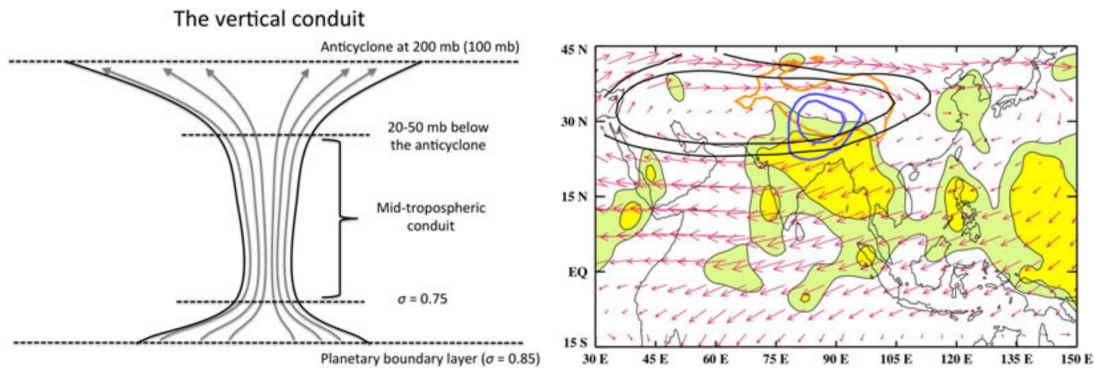 The vertical conduit
Anticyclone at 200 mb (100 mb)
20-50 mb below
the anticyclone
Mid-tropospheric
conduit
σ = 0.75
Planetary boundary layer (σ = 0.85)
45 N
30 N
15 N
EQ
15 S
30 E 45 E 60 E 75 E 90 E 105 E 120 E 135 E 150 E